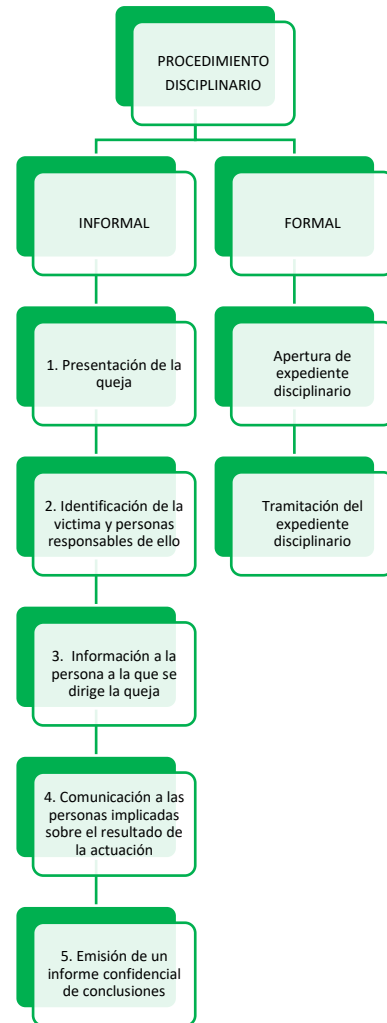 PROCEDIMIENTO
DISCIPLINARIO
INFORMAL
FORMAL
1. Presentación de la
queja
Apertura de
expediente
disciplinario
2. Identificación de la
victima y personas
responsables de ello
Tramitación del
expediente
disciplinario
3. Información a la
persona a la que se
dirige la queja
4. Comunicación a las
personas implicadas
sobre el resultado de
la actuación
5. Emisión de un
informe confidencial
de conclusiones